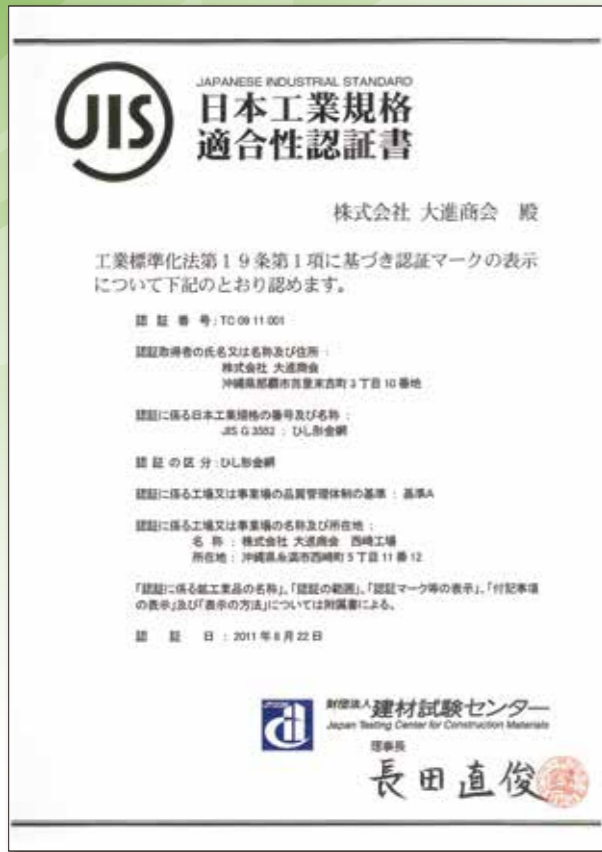 JIS
JAPANESE INDUSTRIAL STANDARD
日本工業規格
適合性認証書
株式会社 大進商会 殿
工業標準化法第19条第1項に基づき認証マークの表示
について下記のとおり認めます。
認 証 番 号 : TC 09 11 001
認証取得者の氏名又は名称及び住所 :
株式会社 大進商会
沖縄県那覇市首里末吉町3丁目10番地
認証に係る日本工業規格の番号及び名称 :
JIS G 3552 : ひし形金網
認 証 の 区 分 : ひし形金網
認証に係る工場又は事業場の品質管理体制の基準 : 基準A
認証に係る工場又は事業場の名称及び所在地 :
名 称 : 株式会社 大進商会 西崎工場
所在地 : 沖縄県糸満市西崎町5丁目11番12
「認証に係る鉱工業品の名称」、「認証の範囲」、「認証マーク等の表示」、「付記事項
の表示」及び「表示の方法」については附属書による。
認 証 日 : 2011年8月22日
財団法人 建材試験センター
Japan Testing Center for Construction Materials
理事長
長田直俊